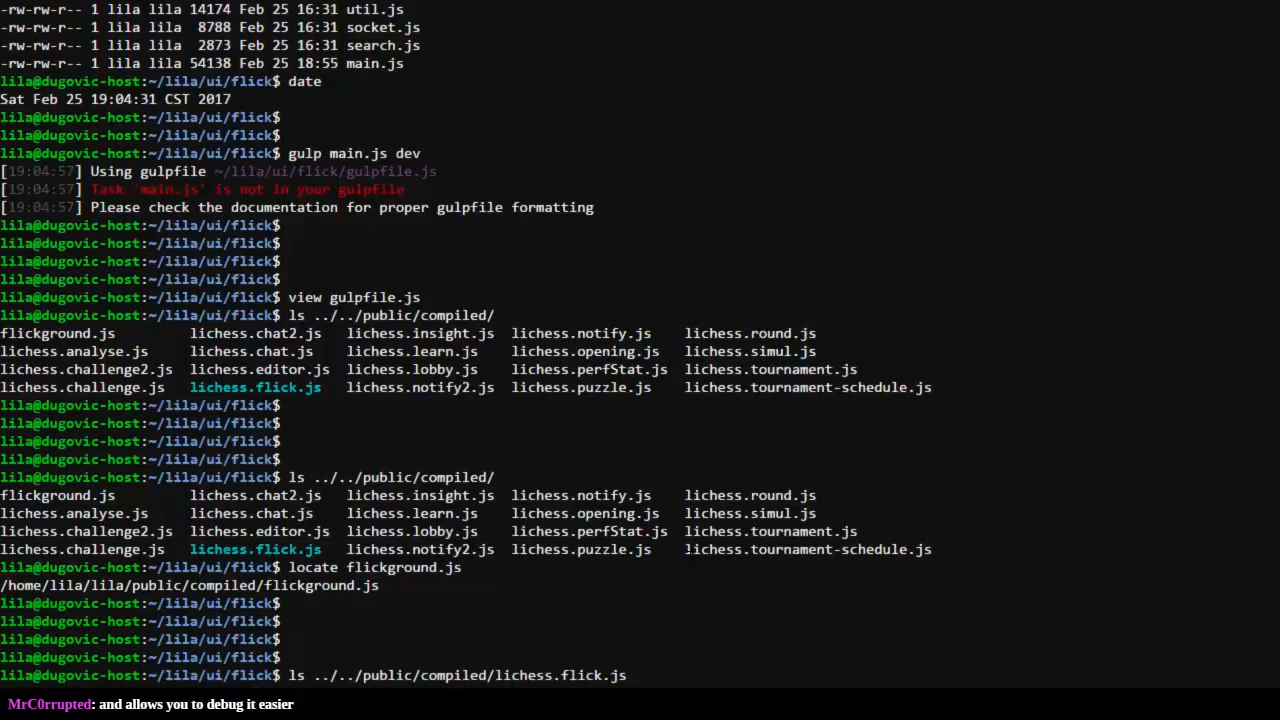 -rw-rw-r-- 1 lila lila 14174 Feb 25 16:31 util.js
-rw-rw-r-- 1 lila lila  8788 Feb 25 16:31 socket.js
-rw-rw-r-- 1 lila lila  2873 Feb 25 16:31 search.js
-rw-rw-r-- 1 lila lila 54138 Feb 25 18:55 main.js
lila@dugovic-host:~/lila/ui/flick$ date
Sat Feb 25 19:04:31 CST 2017
lila@dugovic-host:~/lila/ui/flick$
lila@dugovic-host:~/lila/ui/flick$
lila@dugovic-host:~/lila/ui/flick$ gulp main.js dev
[19:04:57] Using gulpfile ~/lila/ui/flick/gulpfile.js
[19:04:57] Task 'main.js' is not in your gulpfile
[19:04:57] Please check the documentation for proper gulpfile formatting
lila@dugovic-host:~/lila/ui/flick$
lila@dugovic-host:~/lila/ui/flick$
lila@dugovic-host:~/lila/ui/flick$
lila@dugovic-host:~/lila/ui/flick$
lila@dugovic-host:~/lila/ui/flick$ view gulpfile.js
lila@dugovic-host:~/lila/ui/flick$ ls ../../public/compiled/
flickground.js         lichess.chat2.js   lichess.insight.js  lichess.notify.js    lichess.round.js
lichess.analyse.js     lichess.chat.js    lichess.learn.js    lichess.opening.js   lichess.simul.js
lichess.challenge2.js  lichess.editor.js  lichess.lobby.js    lichess.perfStat.js  lichess.tournament.js
lichess.challenge.js   lichess.flick.js   lichess.notify2.js  lichess.puzzle.js    lichess.tournament-schedule.js
lila@dugovic-host:~/lila/ui/flick$
lila@dugovic-host:~/lila/ui/flick$
lila@dugovic-host:~/lila/ui/flick$
lila@dugovic-host:~/lila/ui/flick$
lila@dugovic-host:~/lila/ui/flick$ ls ../../public/compiled/
flickground.js         lichess.chat2.js   lichess.insight.js  lichess.notify.js    lichess.round.js
lichess.analyse.js     lichess.chat.js    lichess.learn.js    lichess.opening.js   lichess.simul.js
lichess.challenge2.js  lichess.editor.js  lichess.lobby.js    lichess.perfStat.js  lichess.tournament.js
lichess.challenge.js   lichess.flick.js   lichess.notify2.js  lichess.puzzle.js    lichess.tournament-schedule.js
lila@dugovic-host:~/lila/ui/flick$ locate flickground.js
/home/lila/lila/public/compiled/flickground.js
lila@dugovic-host:~/lila/ui/flick$
lila@dugovic-host:~/lila/ui/flick$
lila@dugovic-host:~/lila/ui/flick$
lila@dugovic-host:~/lila/ui/flick$
lila@dugovic-host:~/lila/ui/flick$ ls ../../public/compiled/lichess.flick.js
MrC0rrupted: and allows you to debug it easier